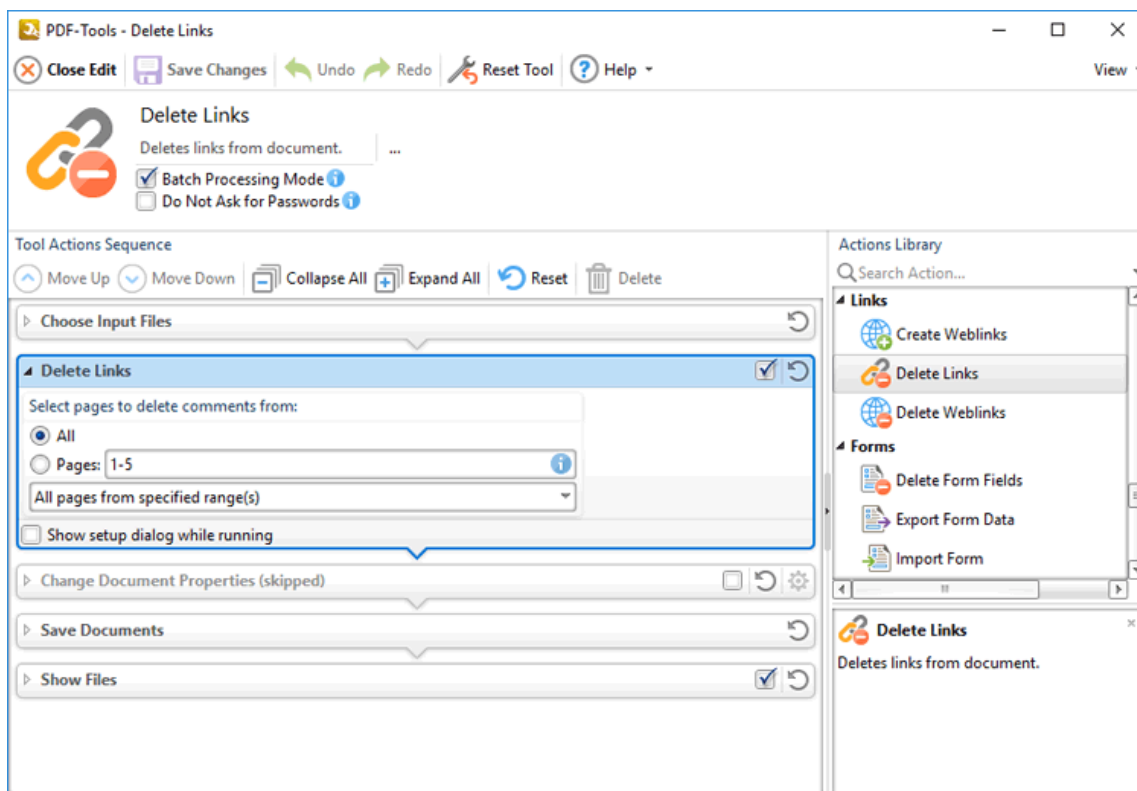 PDF-Tools - Delete Links
Close Edit Save Changes Undo Redo Reset Tool Help View
Delete Links
Deletes links from document. ...
Batch Processing Mode
Do Not Ask for Passwords
Tool Actions Sequence
Move Up Move Down Collapse All Expand All Reset Delete
Choose Input Files
Delete Links
Select pages to delete comments from:
All
Pages: 1-5
All pages from specified range(s)
Show setup dialog while running
Change Document Properties (skipped)
Save Documents
Show Files
Actions Library
Search Action...
Links
Create Weblinks
Delete Links
Delete Weblinks
Forms
Delete Form Fields
Export Form Data
Import Form
Delete Links
Deletes links from document.